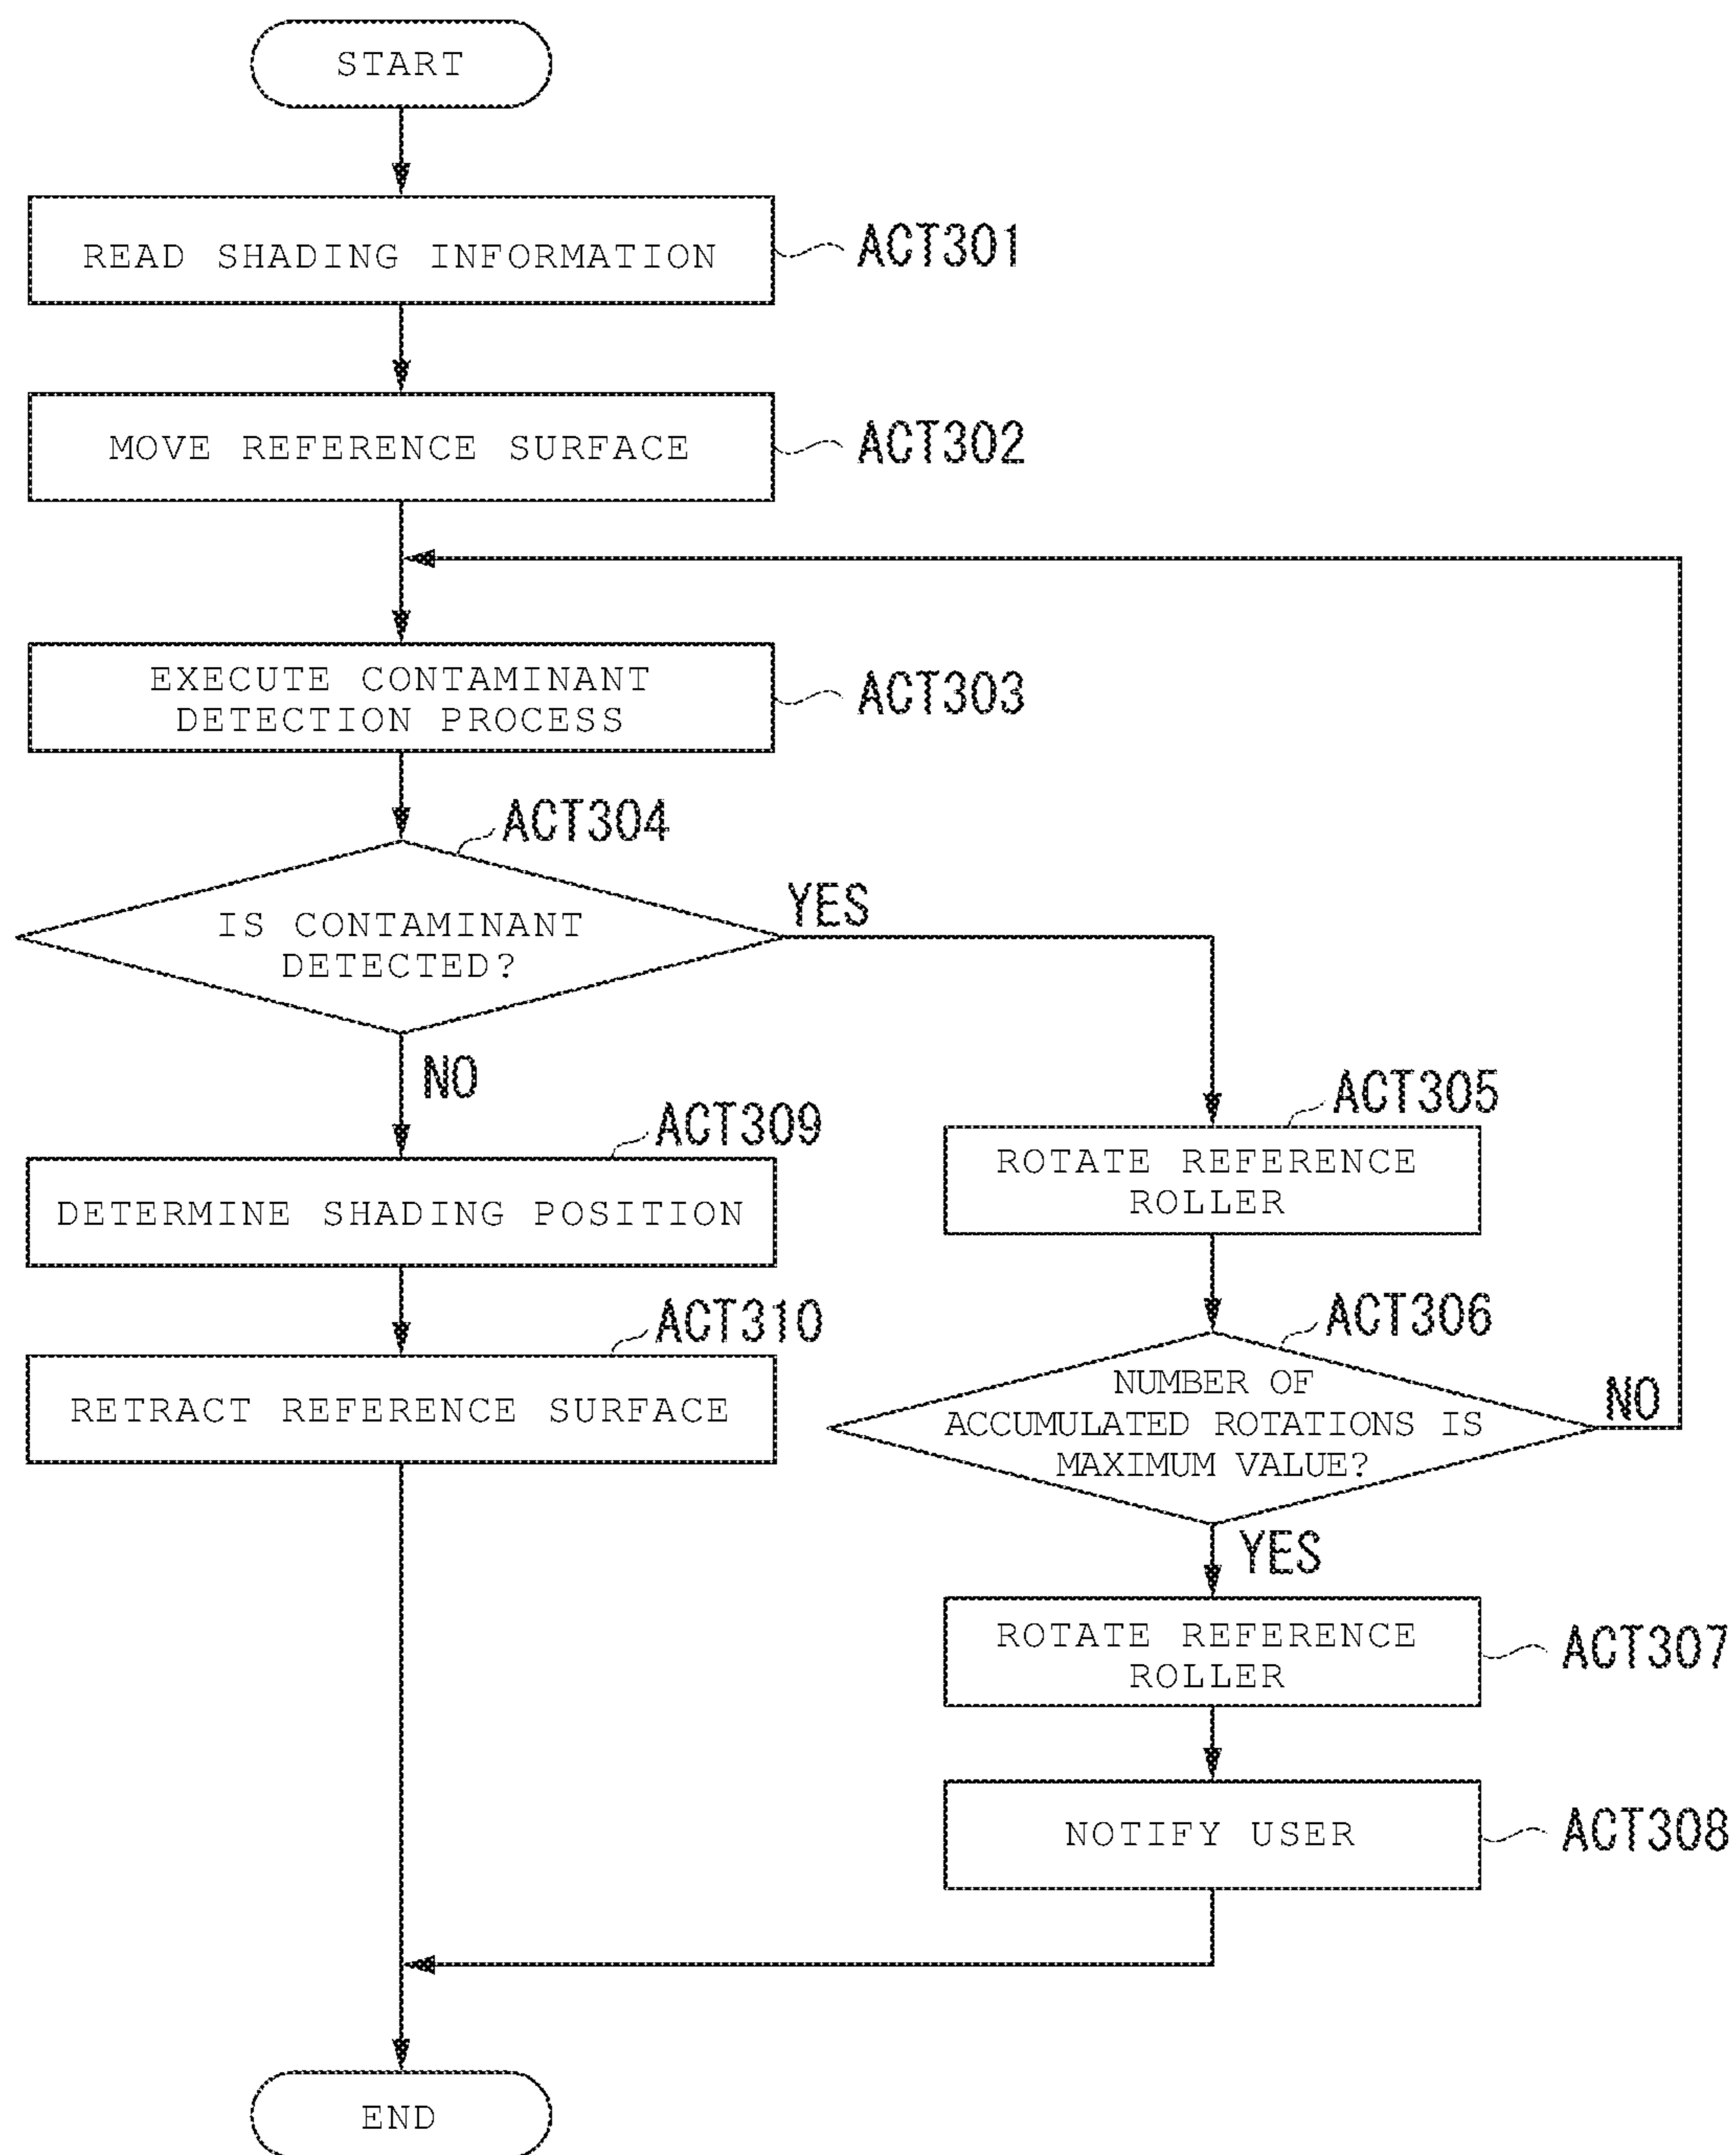 START
READ SHADING INFORMATION
ACT301
MOVE REFERENCE SURFACE
ACT302
EXECUTE CONTAMINANT
DETECTION PROCESS
ACT303
ACT304
IS CONTAMINANT
DETECTED?
YES
NO
ACT305
ROTATE REFERENCE
ROLLER
ACT306
NUMBER OF
ACCUMULATED ROTATIONS IS
MAXIMUM VALUE?
NO
YES
ROTATE REFERENCE
ROLLER
ACT307
NOTIFY USER
ACT308
ACT309
DETERMINE SHADING POSITION
ACT310
RETRACT REFERENCE SURFACE
END